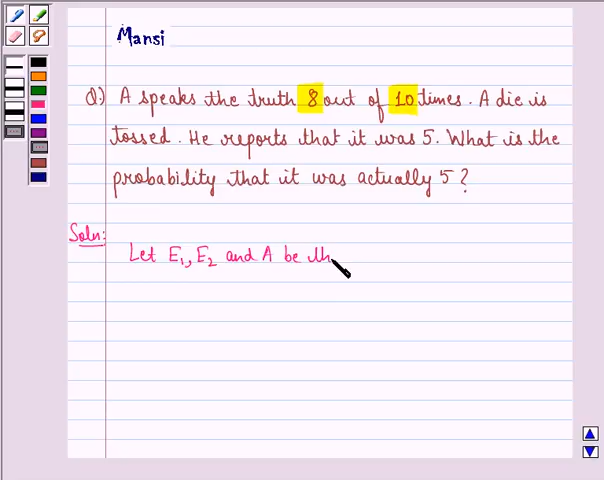 Mansi
Q) A speaks the truth 8 out of 10 times. A die is
tossed. He reports that it was 5. What is the
probability that it was actually 5?
Soln:
Let E₁, E₂ and A be th